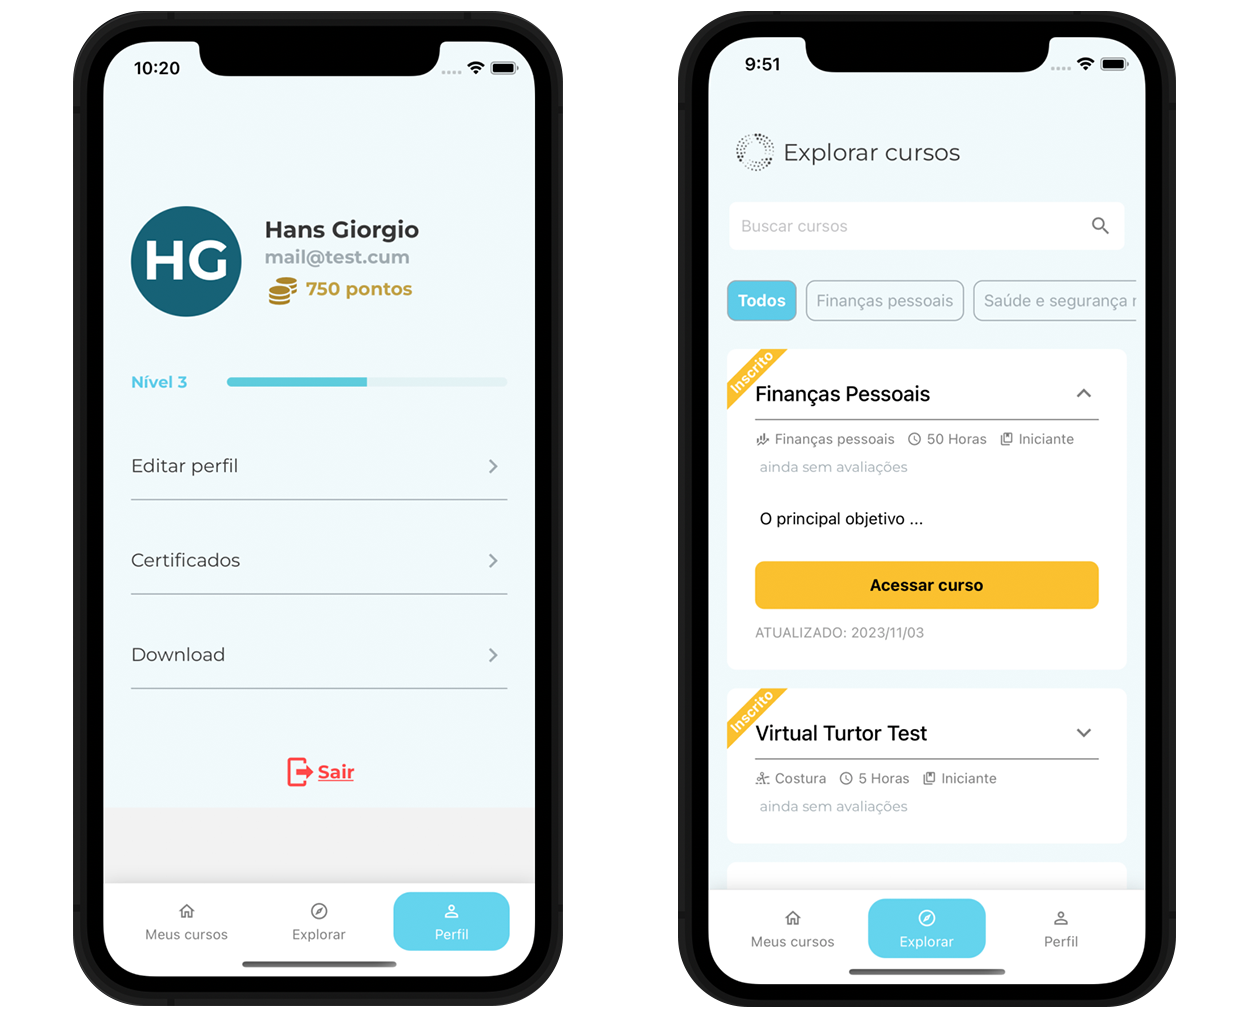 10:20
HG
Hans Giorgio
mail@test.cum
750 pontos
Nível 3
Editar perfil
Certificados
Download
Sair
Meus cursos
Explorar
Perfil
9:51
Explorar cursos
Buscar cursos
Todos
Finanças pessoais
Saúde e segurança
Inscrito
Finanças Pessoais
Finanças pessoais 50 Horas Iniciante
ainda sem avaliações
O principal objetivo ...
Acessar curso
ATUALIZADO: 2023/11/03
Inscrito
Virtual Turtor Test
Costura 5 Horas Iniciante
ainda sem avaliações
Meus cursos
Explorar
Perfil